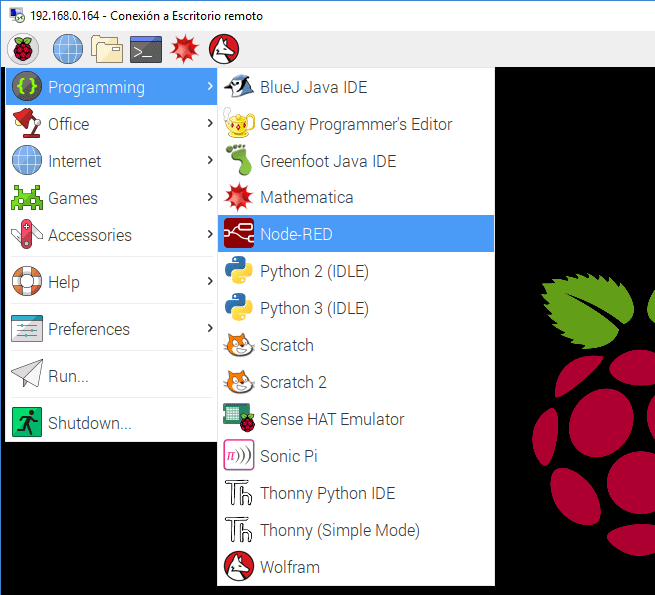 192.168.0.164 - Conexión a Escritorio remoto
Programming
Office
Internet
Games
Accessories
Help
Preferences
Run...
Shutdown...
BlueJ Java IDE
Geany Programmer's Editor
Greenfoot Java IDE
Mathematica
Node-RED
Python 2 (IDLE)
Python 3 (IDLE)
Scratch
Scratch 2
Sense HAT Emulator
π)))
Sonic Pi
Th
Thonny Python IDE
Th
Thonny (Simple Mode)
Wolfram